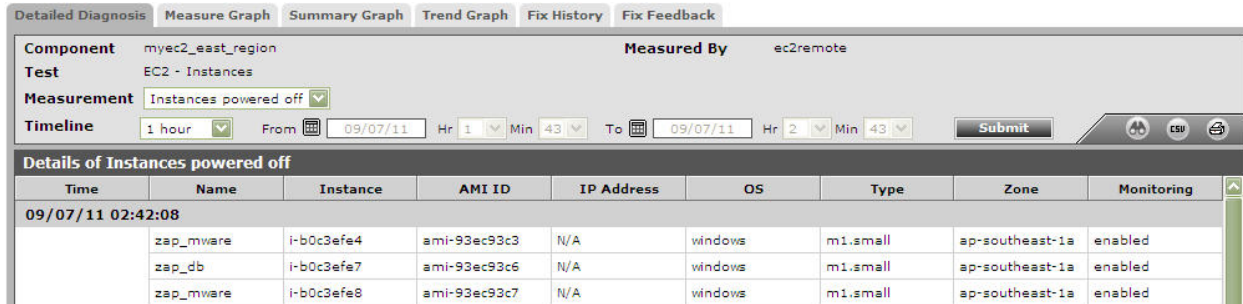 Detailed Diagnosis Measure Graph Summary Graph Trend Graph Fix History Fix Feedback
Component myec2_east_region Measured By ec2remote
Test EC2 - Instances
Measurement Instances powered off
Timeline 1 hour From 09/07/11 Hr 1 Min 43 To 09/07/11 Hr 2 Min 43 Submit CSV
Details of Instances powered off
Time Name Instance AMI ID IP Address OS Type Zone Monitoring
09/07/11 02:42:08
zap_mware i-b0c3efe4 ami-93ec93c3 N/A windows m1.small ap-southeast-1a enabled
zap_db i-b0c3efe7 ami-93ec93c6 N/A windows m1.small ap-southeast-1a enabled
zap_mware i-b0c3efe8 ami-93ec93c7 N/A windows m1.small ap-southeast-1a enabled